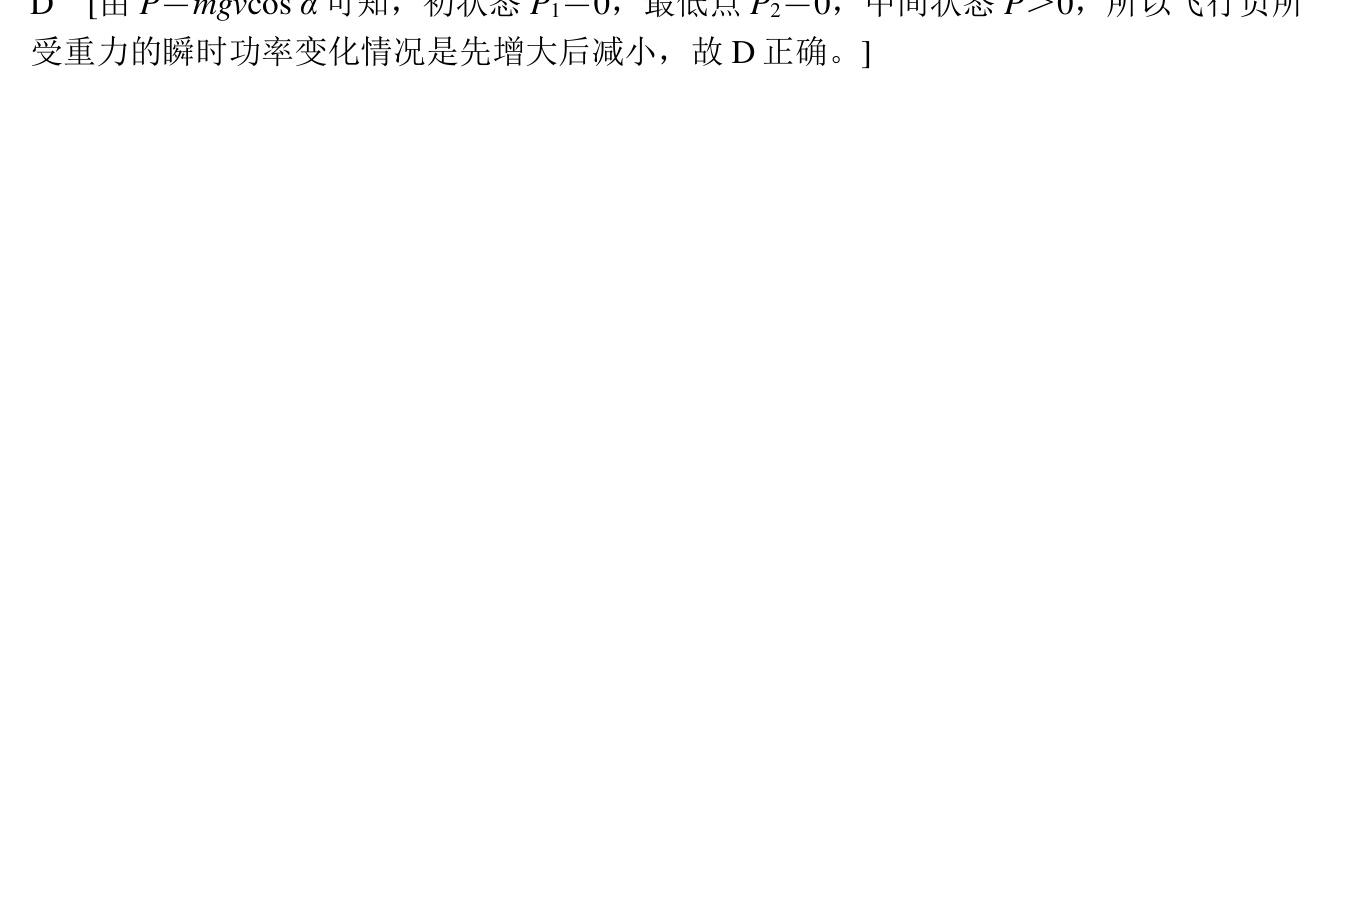 D [由 P=mgvcos α 可知，初状态 P₁=0，最低点 P₂=0，中间状态 P＞0，所以飞行员所
受重力的瞬时功率变化情况是先增大后减小，故 D 正确。]